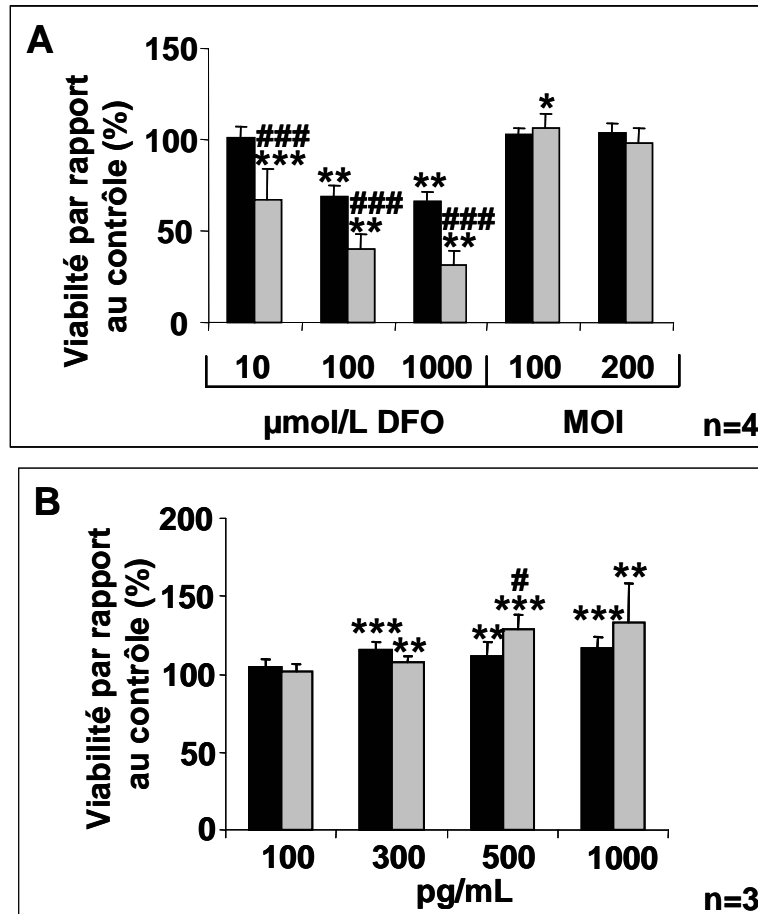 A
Viabilté par rapport
au contrôle (%)
150
100
50
0
###
***
**
###
**
**
###
**
*
10 100 1000 100 200
µmol/L DFO MOI
n=4
B
Viabilité par rapport
au contrôle (%)
200
150
100
50
0
***
**
**
#
***
***
**
100 300 500 1000
pg/mL
n=3